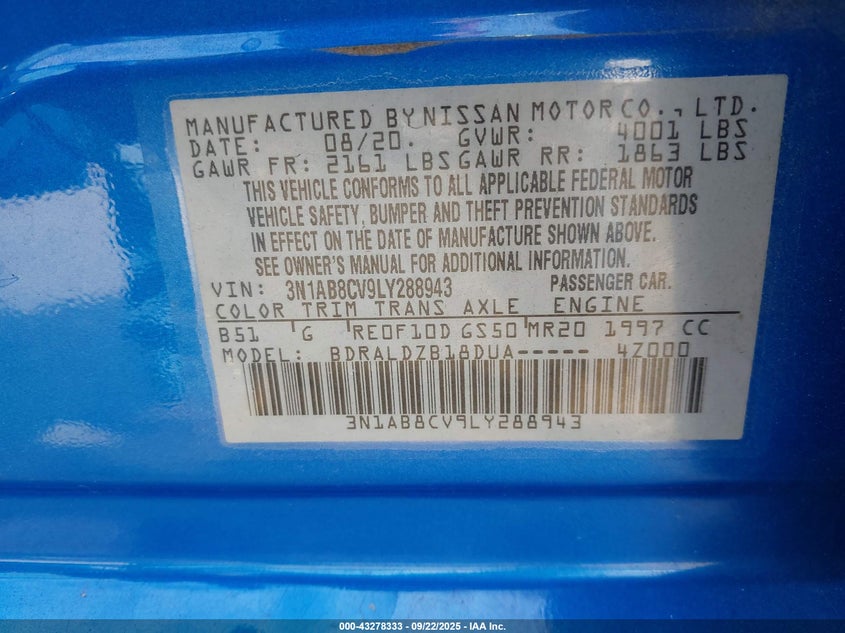 MANUFACTURED BY NISSAN MOTOR CO., LTD.
DATE: 08/20. GVWR: 4001 LBS
GAWR FR: 2161 LBS GAWR RR: 1863 LBS
THIS VEHICLE CONFORMS TO ALL APPLICABLE FEDERAL MOTOR
VEHICLE SAFETY, BUMPER AND THEFT PREVENTION STANDARDS
IN EFFECT ON THE DATE OF MANUFACTURE SHOWN ABOVE.
SEE OWNER'S MANUAL FOR ADDITIONAL INFORMATION.
VIN: 3N1AB8CV9LY288943 PASSENGER CAR.
COLOR TRIM TRANS AXLE ENGINE
B51 G RE0F10D GS50 MR20 1997 CC
MODEL: BDRALDZB18DUA----- 4Z000
3N1AB8CV9LY288943
000-43278333 - 09/22/2025 - IAA Inc.